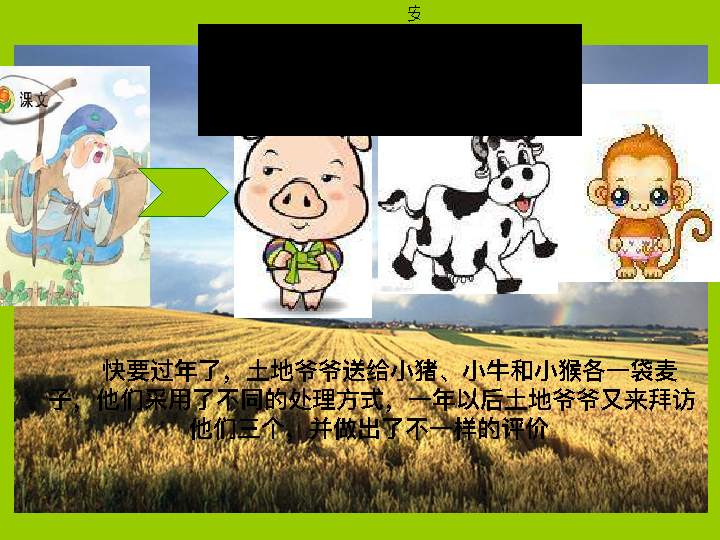 安
课文
快要过年了，土地爷爷送给小猪、小牛和小猴各一袋麦
子，他们采用了不同的处理方式，一年以后土地爷爷又来拜访
他们三个，并做出了不一样的评价